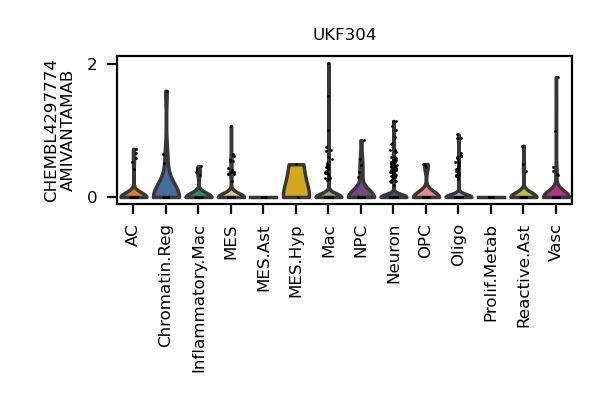 UKF304
CHEMBL4297774
AMIVANTAMAB
2
0
AC
Chromatin.Reg
Inflammatory.Mac
MES
MES.Ast
MES.Hyp
Mac
NPC
Neuron
OPC
Oligo
Prolif.Metab
Reactive.Ast
Vasc